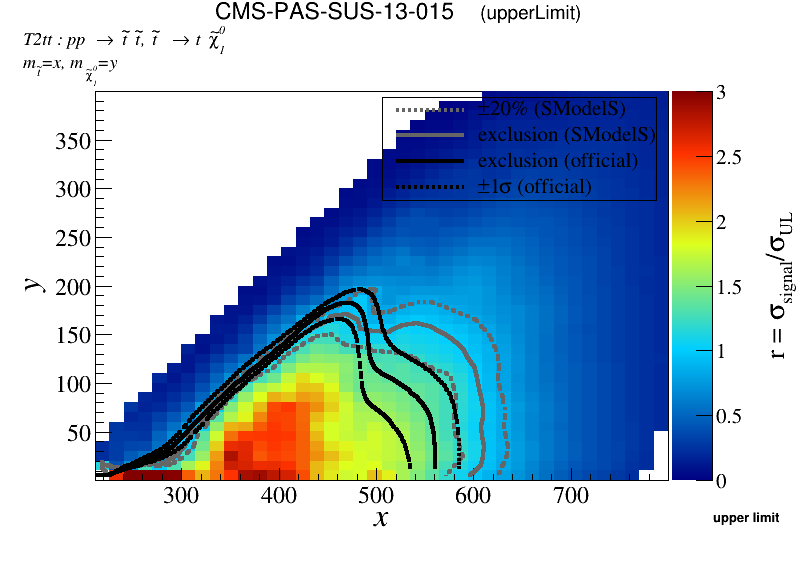 CMS-PAS-SUS-13-015 (upperLimit)
T2tt : pp → t̃ t̃, t̃ → t χ̃⁰₁
m_t̃=x, m_χ̃⁰₁=y
±20% (SModelS)
exclusion (SModelS)
exclusion (official)
±1σ (official)
350
300
250
200
150
100
50
y
300 400 500 600 700
x
3
2.5
2
1.5
1
0.5
0
r = σ_signal/σ_UL
upper limit